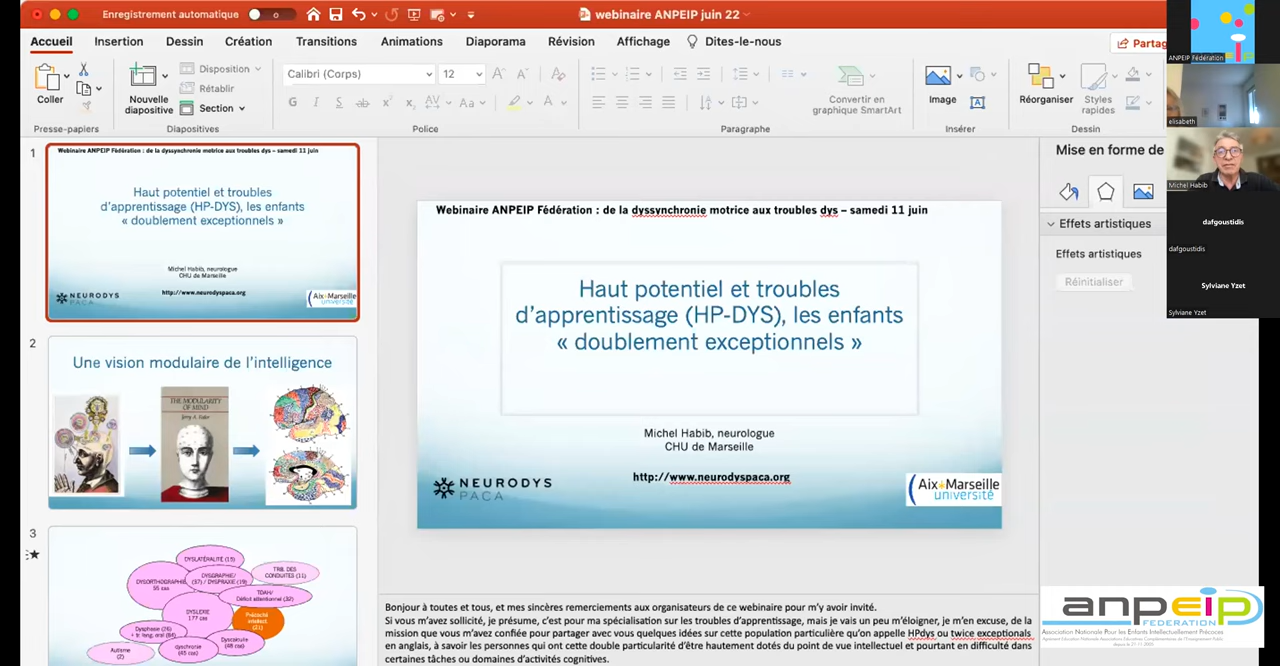 Enregistrement automatique
webinaire ANPEIP juin 22
Accueil Insertion Dessin Création Transitions Animations Diaporama Révision Affichage Dites-le-nous
Partag
Coller
Nouvelle
diapositive
Disposition
Rétablir
Section
Calibri (Corps) 12
G I S ab x² x₂ AV Aa
Convertir en
graphique SmartArt
Image
Réorganiser
Styles
rapides
Presse-papiers
Diapositives
Police
Paragraphe
Insérer
Dessin
1
Webinaire ANPEIP Fédération : de la dyssynchronie motrice aux troubles dys – samedi 11 juin
Haut potentiel et troubles
d'apprentissage (HP-DYS), les enfants
« doublement exceptionnels »
Michel Habib, neurologue
CHU de Marseille
http://www.neurodyspaca.org
NEURODYS
PACA
Aix*Marseille
université
2
Une vision modulaire de l'intelligence
THE MODULARITY
OF MIND
3
DYSLATÉRALITÉ (15)
TRB. DES
CONDUITES (11)
DYSORTHOGRAPHIE
55 cas
DYSGRAPHIE/
(37) / DYSPRAXIE (19)
TDAH/
Déficit attentionnel (32)
DYSLEXIE
177 cas
Précocité
intellect
(21)
Dysphasie (26)
+ tr. lang. oral (84)
Dyscalculie
(48 cas)
dyschronie
(45 cas)
Autisme
(2)
Webinaire ANPEIP Fédération : de la dyssynchronie motrice aux troubles dys – samedi 11 juin
Haut potentiel et troubles
d'apprentissage (HP-DYS), les enfants
« doublement exceptionnels »
Michel Habib, neurologue
CHU de Marseille
http://www.neurodyspaca.org
NEURODYS
PACA
Aix*Marseille
université
Bonjour à toutes et tous, et mes sincères remerciements aux organisateurs de ce webinaire pour m'y avoir invité.
Si vous m'avez sollicité, je présume, c'est pour ma spécialisation sur les troubles d'apprentissage, mais je vais un peu m'éloigner, je m'en excuse, de la
mission que vous m'avez confiée pour partager avec vous quelques idées sur cette population particulière qu'on appelle HPdys ou twice exceptionals
en anglais, à savoir les personnes qui ont cette double particularité d'être hautement dotés du point de vue intellectuel et pourtant en difficulté dans
certaines tâches ou domaines d'activités cognitives.
Mise en forme de
Effets artistiques
Effets artistiques
Réinitialiser
ANPEIP Fédération
elisabeth
Michel Habib
dafgoustidis
dafgoustidis
Sylviane Yzet
Sylviane Yzet
anpeip
FEDERATION
Association Nationale Pour les Enfants Intellectuellement Précoces